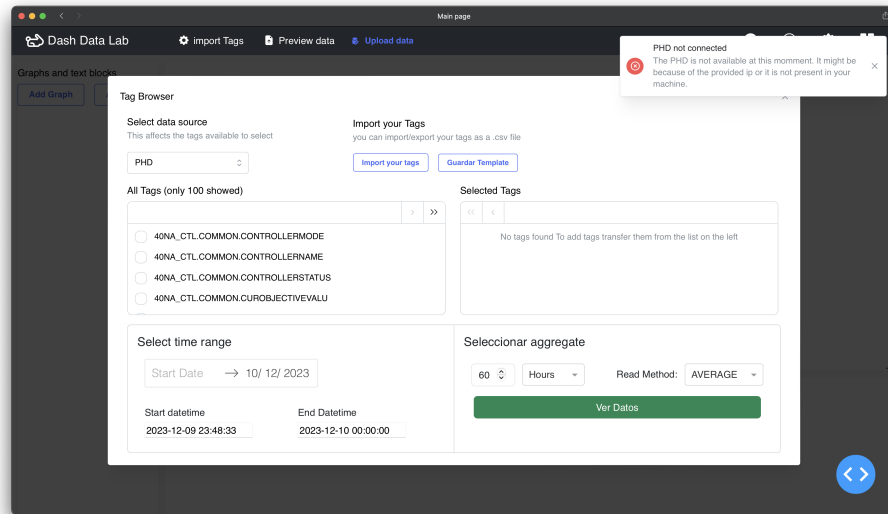 Main page
Dash Data Lab
import Tags
Preview data
Upload data
PHD not connected
The PHD is not available at this momment. It might be
because of the provided ip or it is not present in your
machine.
Graphs and text blocks
Add Graph
Tag Browser
Select data source
This affects the tags available to select
PHD
Import your Tags
you can import/export your tags as a .csv file
Import your tags
Guardar Template
All Tags (only 100 showed)
40NA_CTL.COMMON.CONTROLLERMODE
40NA_CTL.COMMON.CONTROLLERNAME
40NA_CTL.COMMON.CONTROLLERSTATUS
40NA_CTL.COMMON.CUROBJECTIVEVALU
Selected Tags
No tags found To add tags transfer them from the list on the left
Select time range
Start Date → 10/ 12/ 2023
Start datetime
2023-12-09 23:48:33
End Datetime
2023-12-10 00:00:00
Seleccionar aggregate
60
Hours
Read Method:
AVERAGE
Ver Datos